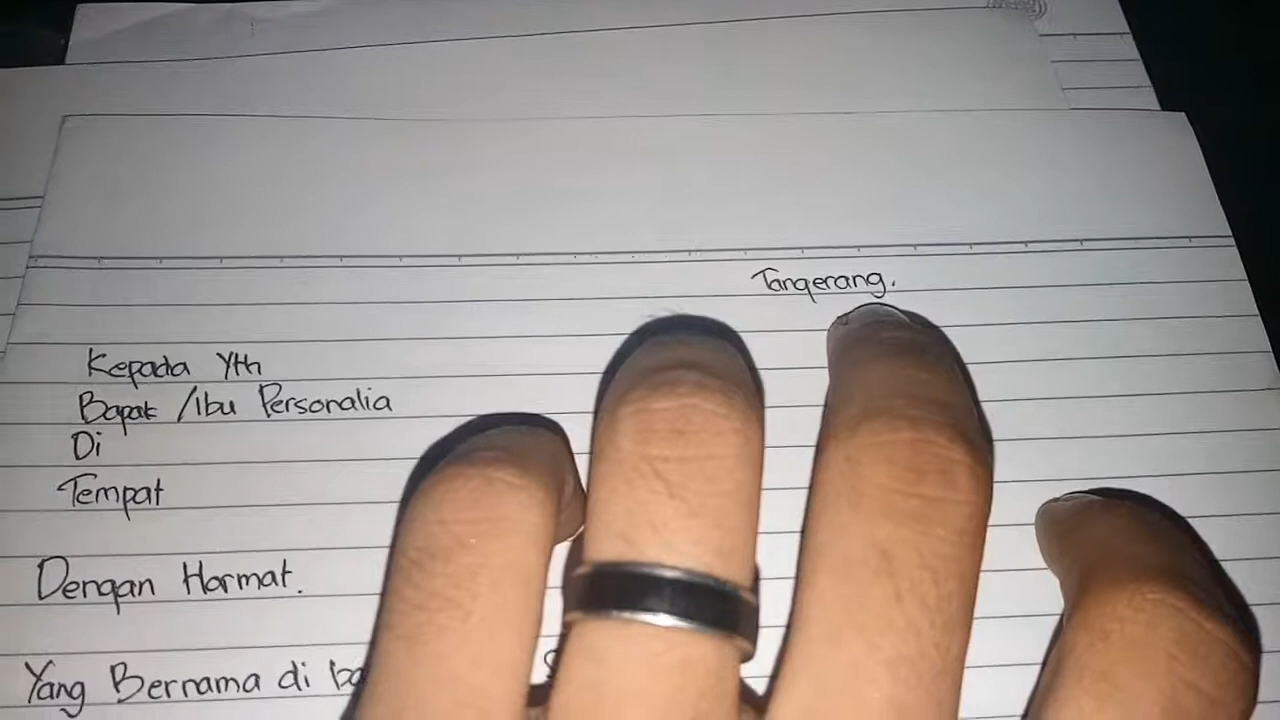 Tangerang.
Kepada Yth
Bapak /Ibu Personalia
Di
Tempat
Dengan Hormat.
Yang Bernama di